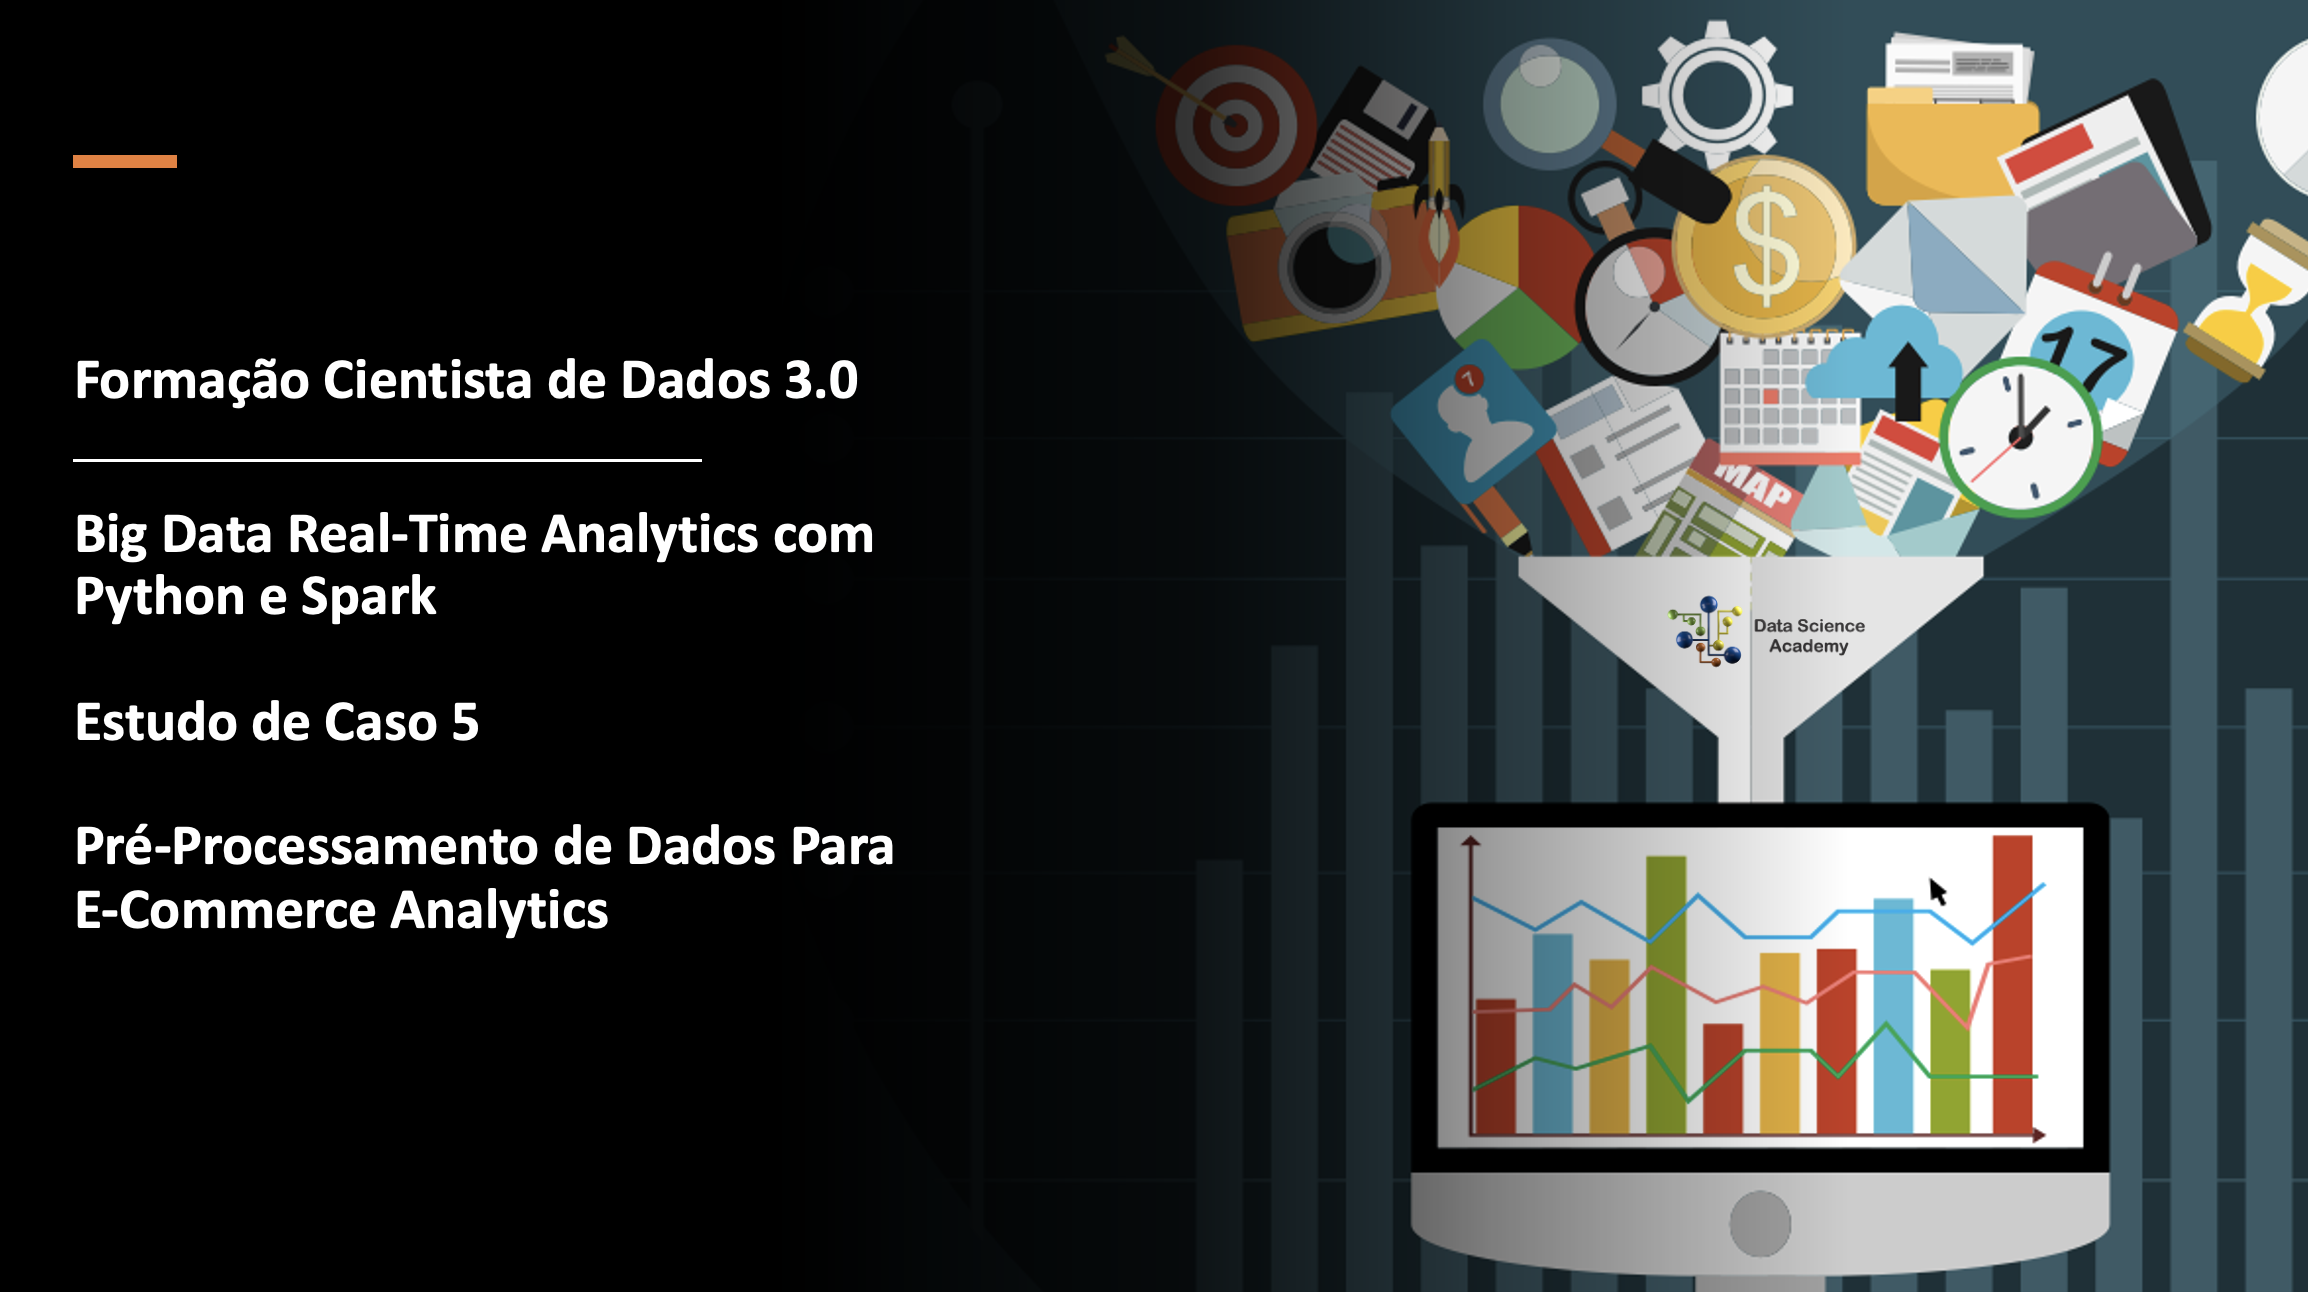 Formação Cientista de Dados 3.0
Big Data Real-Time Analytics com
Python e Spark
Estudo de Caso 5
Pré-Processamento de Dados Para
E-Commerce Analytics
7
$
17
MAP
Data Science
Academy